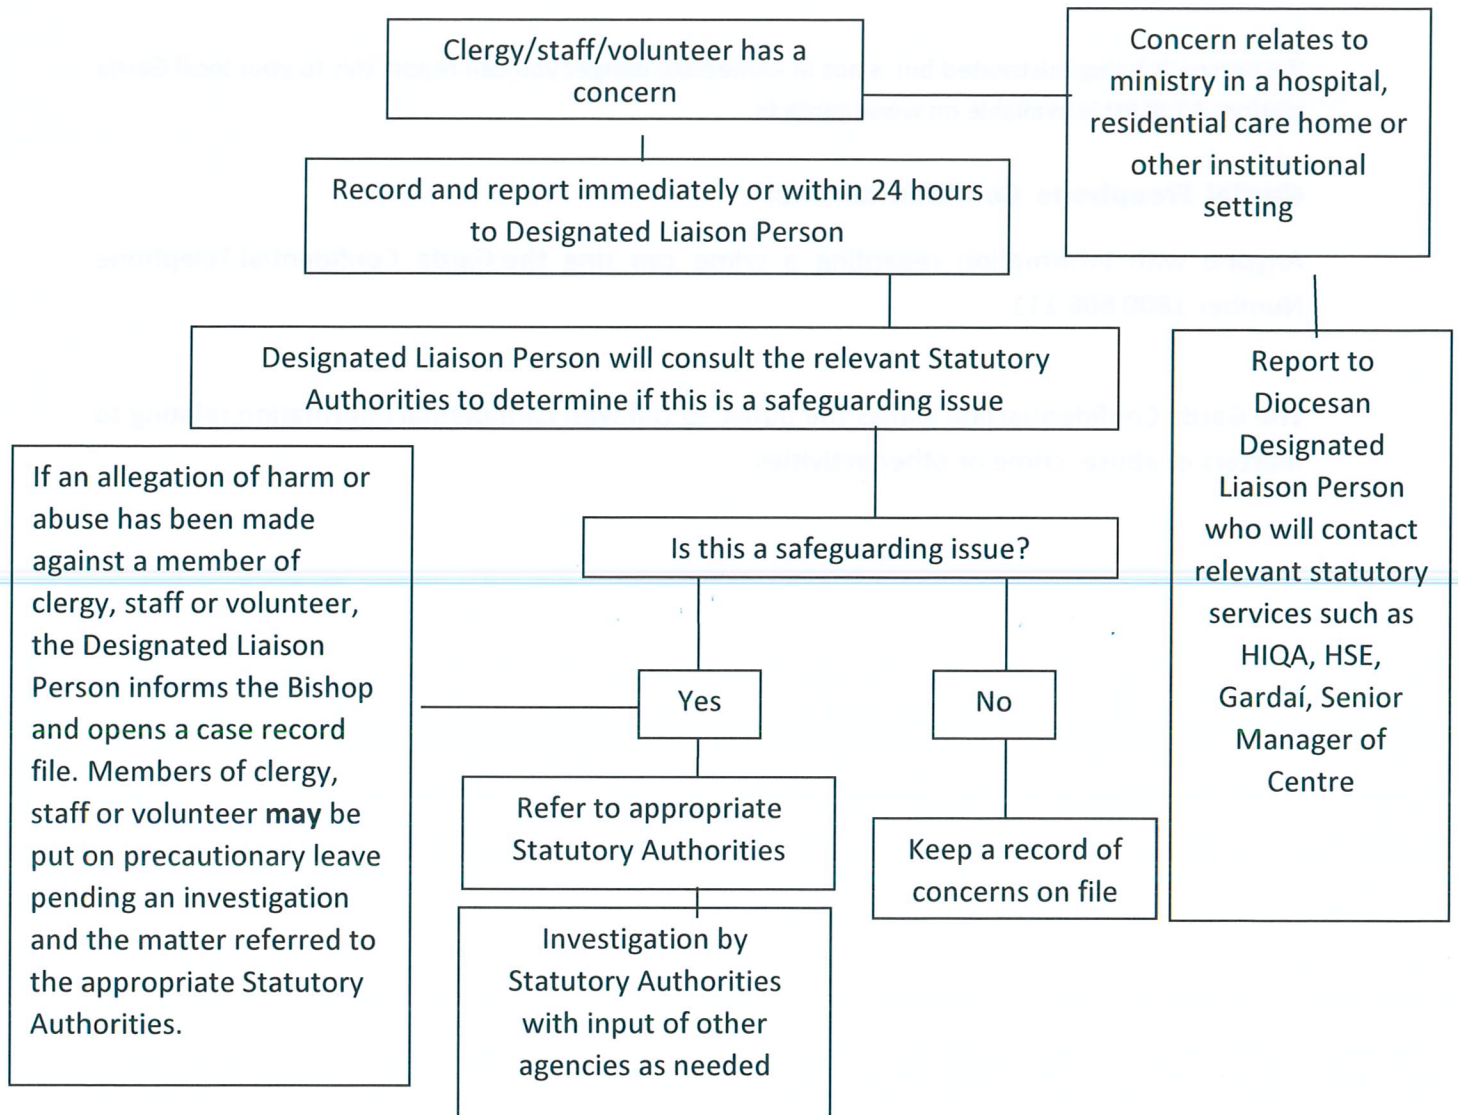 Clergy/staff/volunteer has a
concern
Concern relates to
ministry in a hospital,
residential care home or
other institutional
setting
Record and report immediately or within 24 hours
to Designated Liaison Person
Designated Liaison Person will consult the relevant Statutory
Authorities to determine if this is a safeguarding issue
Report to
Diocesan
Designated
Liaison Person
who will contact
relevant statutory
services such as
HIQA, HSE,
Gardaí, Senior
Manager of
Centre
If an allegation of harm or
abuse has been made
against a member of
clergy, staff or volunteer,
the Designated Liaison
Person informs the Bishop
and opens a case record
file. Members of clergy,
staff or volunteer may be
put on precautionary leave
pending an investigation
and the matter referred to
the appropriate Statutory
Authorities.
Is this a safeguarding issue?
Yes
No
Refer to appropriate
Statutory Authorities
Keep a record of
concerns on file
Investigation by
Statutory Authorities
with input of other
agencies as needed